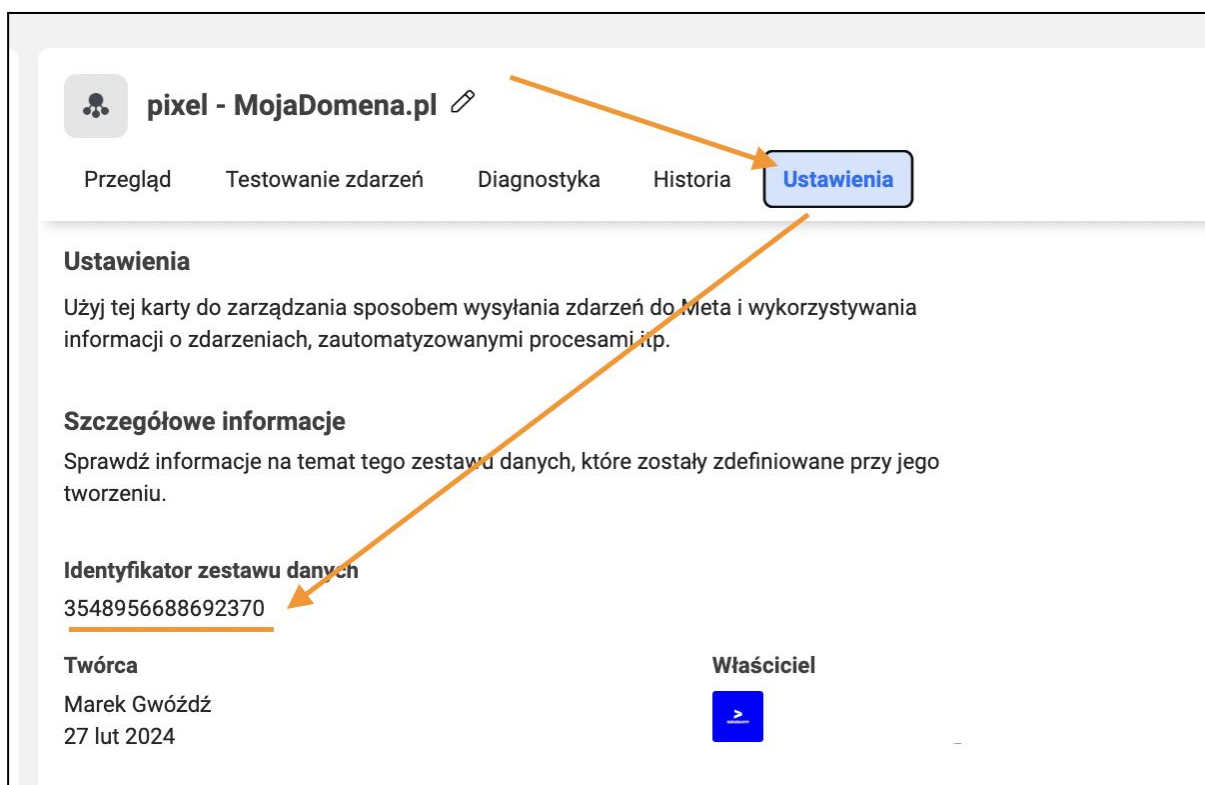 pixel - MojaDomena.pl
Przegląd Testowanie zdarzeń Diagnostyka Historia Ustawienia
Ustawienia
Użyj tej karty do zarządzania sposobem wysyłania zdarzeń do Meta i wykorzystywania
informacji o zdarzeniach, zautomatyzowanymi procesami itp.
Szczegółowe informacje
Sprawdź informacje na temat tego zestawu danych, które zostały zdefiniowane przy jego
tworzeniu.
Identyfikator zestawu danych
3548956688692370
Twórca Właściciel
Marek Gwóźdź
27 lut 2024